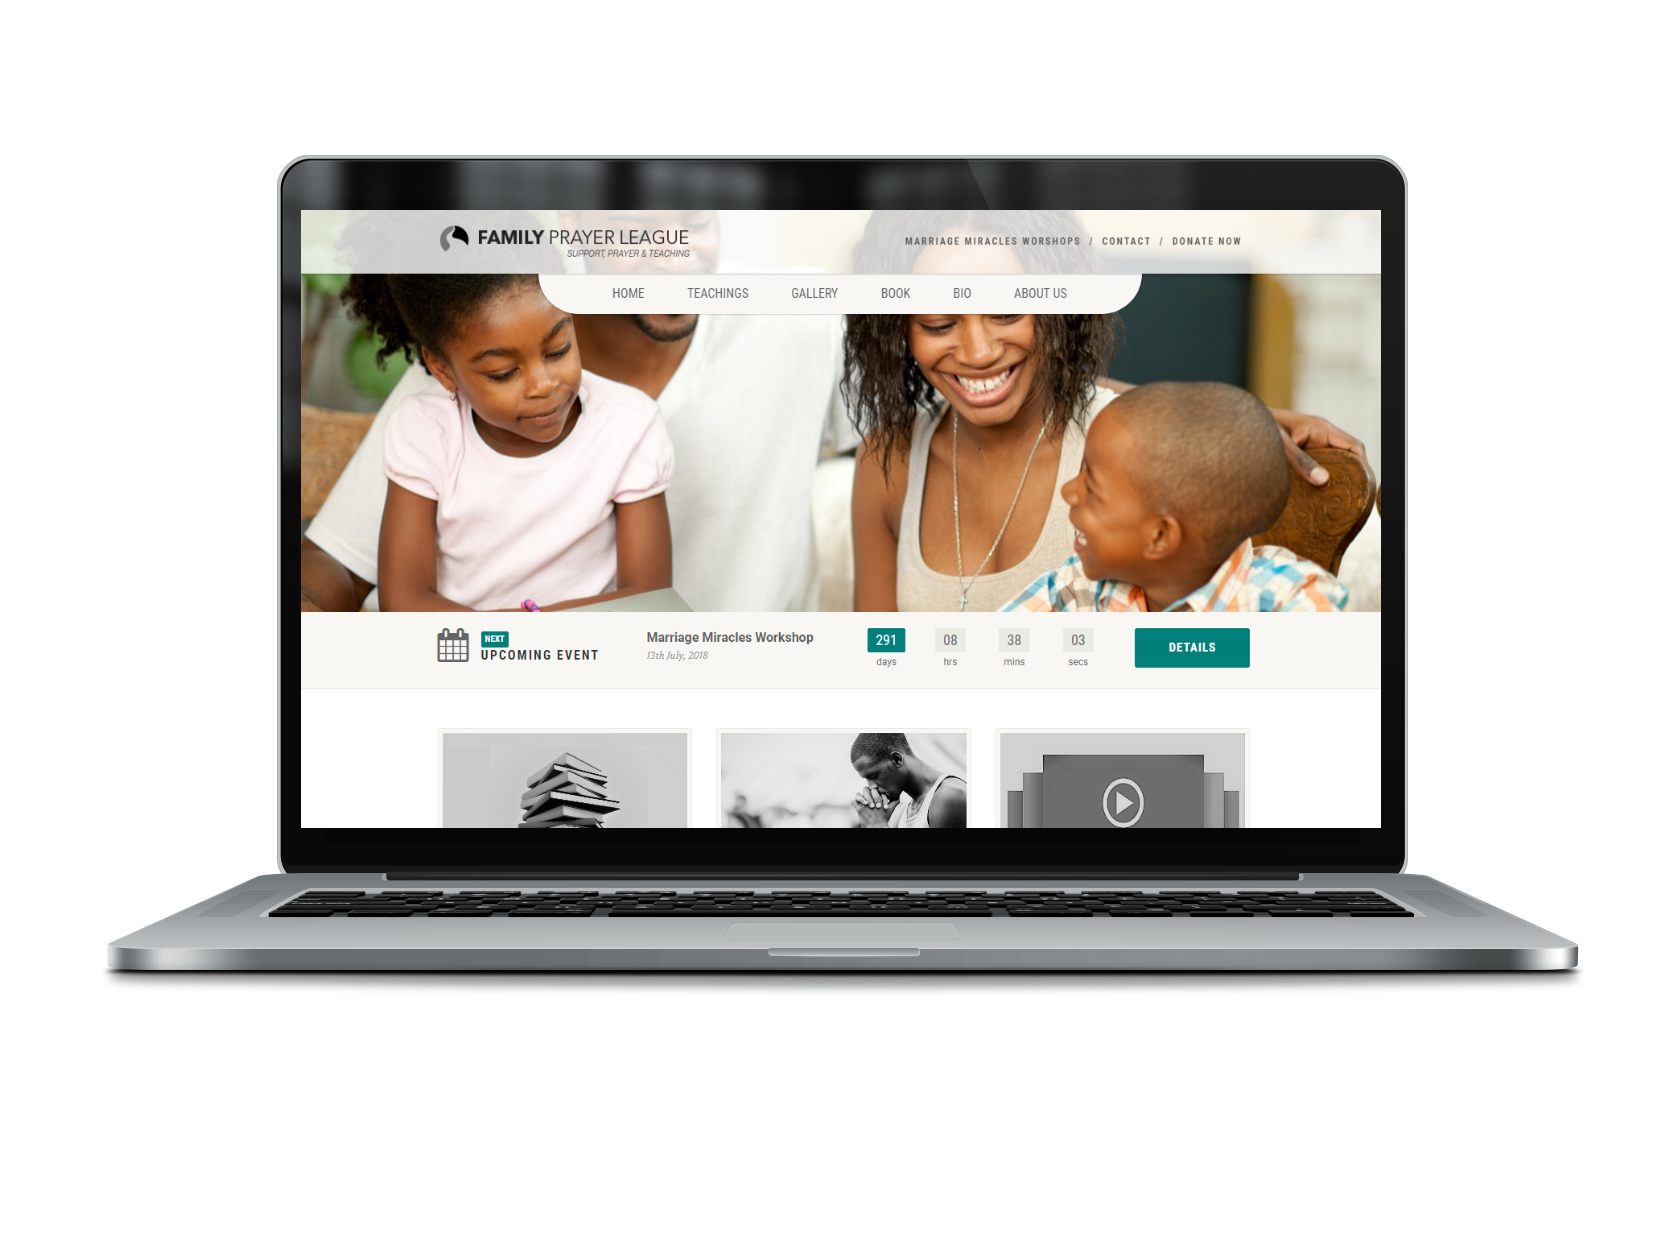 FAMILY PRAYER LEAGUE
SUPPORT, PRAYER & TEACHING
MARRIAGE MIRACLES WORSHOPS / CONTACT / DONATE NOW
HOME TEACHINGS GALLERY BOOK BIO ABOUT US
NEXT
UPCOMING EVENT
Marriage Miracles Workshop
13th July, 2018
291 08 38 03
days hrs mins secs
DETAILS